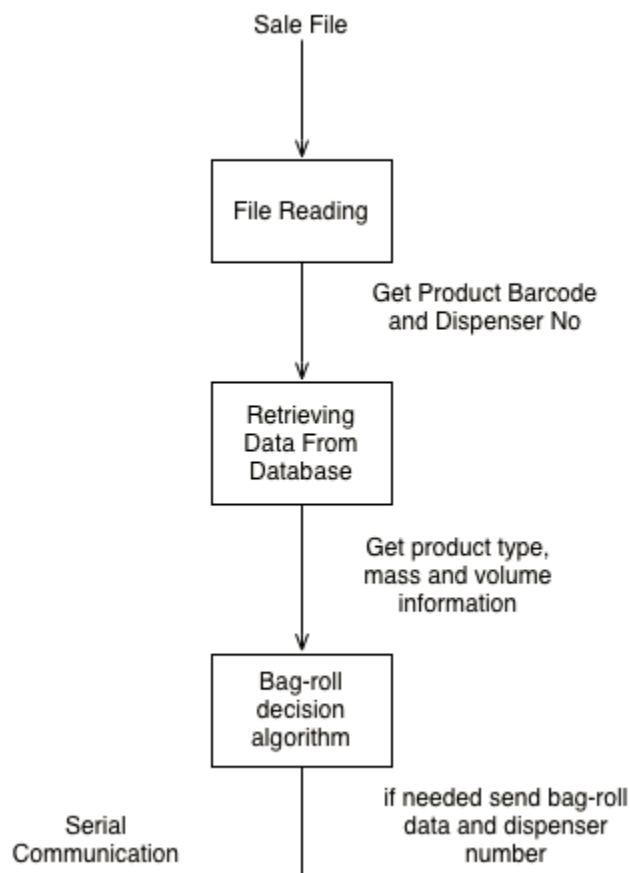 Sale File
File Reading
Get Product Barcode
and Dispenser No
Retrieving
Data From
Database
Get product type,
mass and volume
information
Bag-roll
decision
algorithm
if needed send bag-roll
data and dispenser
number
Serial
Communication